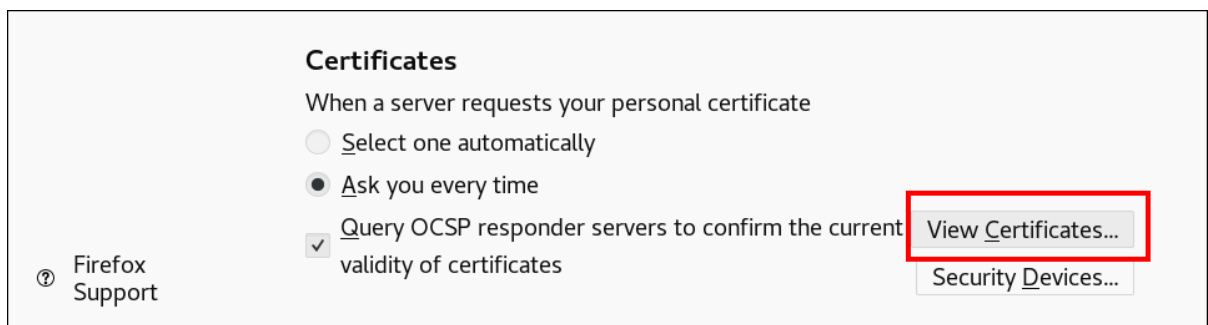 Certificates
When a server requests your personal certificate
Select one automatically
Ask you every time
Query OCSP responder servers to confirm the current
validity of certificates
View Certificates...
Security Devices...
Firefox
Support